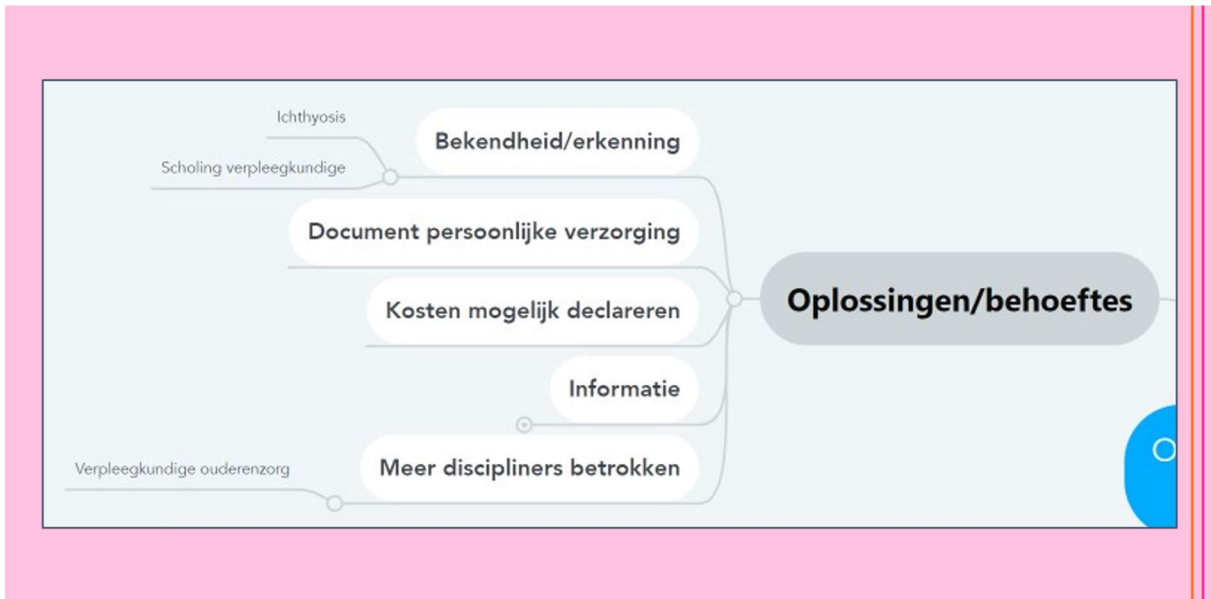 Ichthyosis
Bekendheid/erkenning
Scholing verpleegkundige
Document persoonlijke verzorging
Oplossingen/behoeftes
Kosten mogelijk declareren
Informatie
Meer discipliners betrokken
Verpleegkundige ouderenzorg